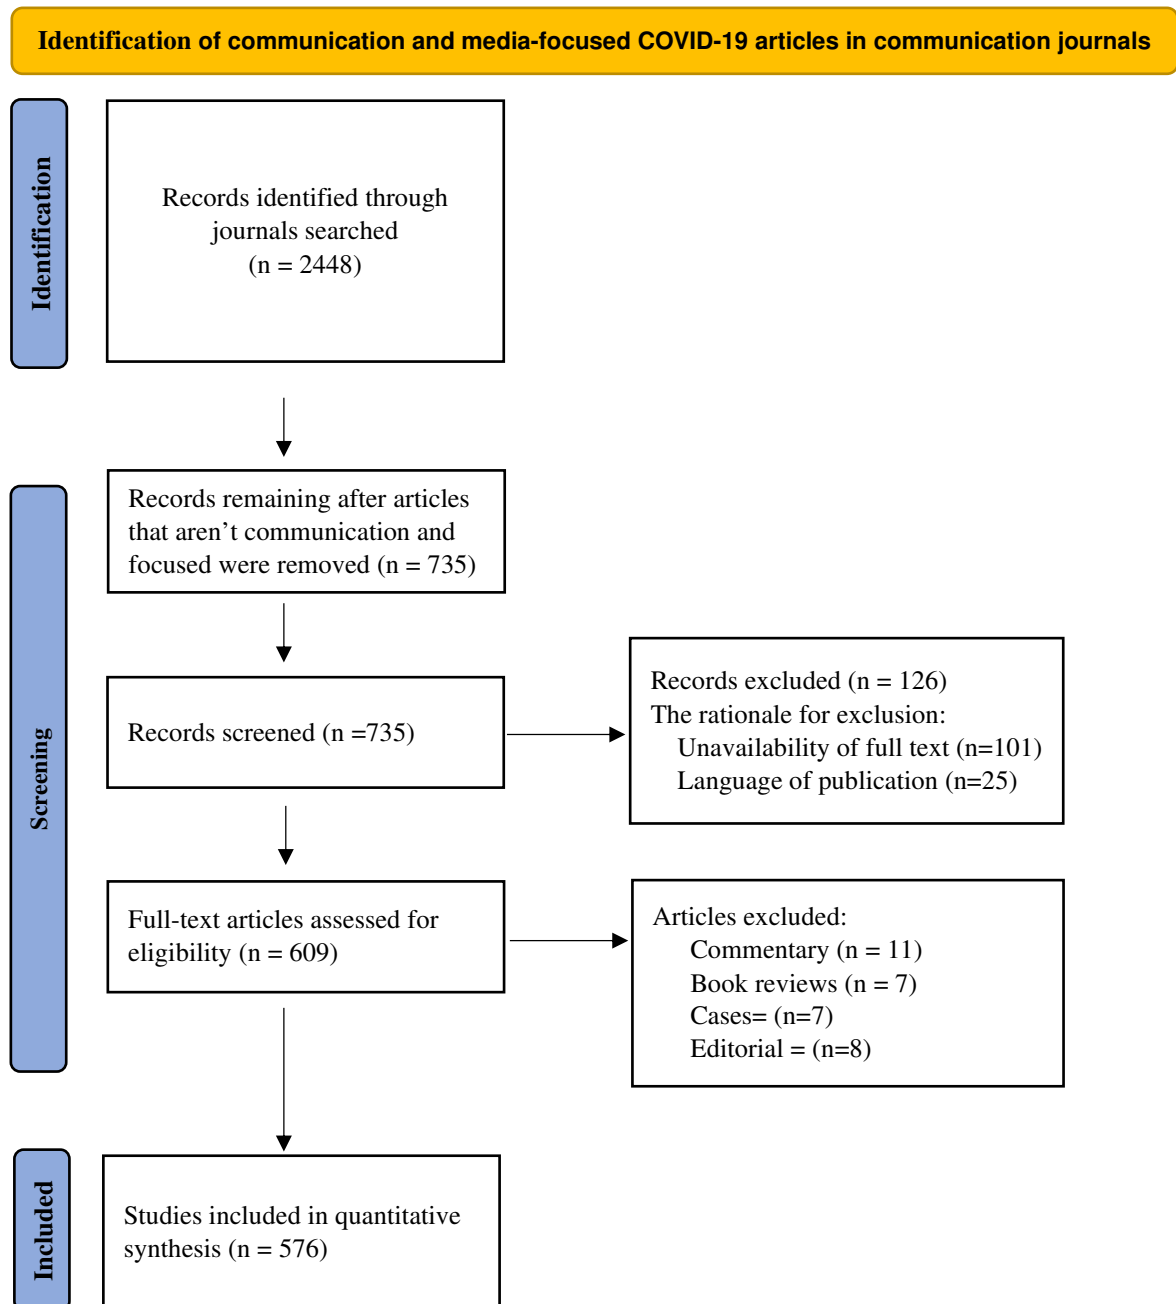 Identification of communication and media-focused COVID-19 articles in communication journals
Identification
Records identified through
journals searched
(n = 2448)
Screening
Records remaining after articles
that aren’t communication and
focused were removed (n = 735)
Records screened (n =735)
Records excluded (n = 126)
The rationale for exclusion:
Unavailability of full text (n=101)
Language of publication (n=25)
Full-text articles assessed for
eligibility (n = 609)
Articles excluded:
Commentary (n = 11)
Book reviews (n = 7)
Cases= (n=7)
Editorial = (n=8)
Included
Studies included in quantitative
synthesis (n = 576)